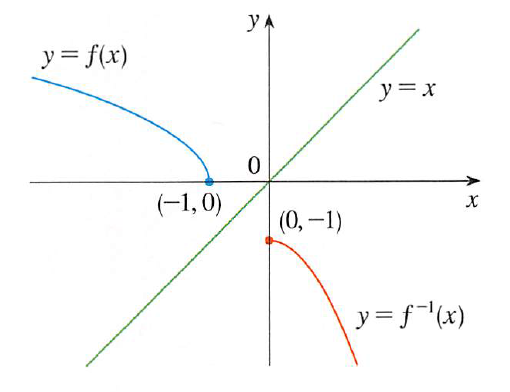 y
y = f(x)
y = x
0
x
(−1, 0)
(0, −1)
y = f⁻¹(x)